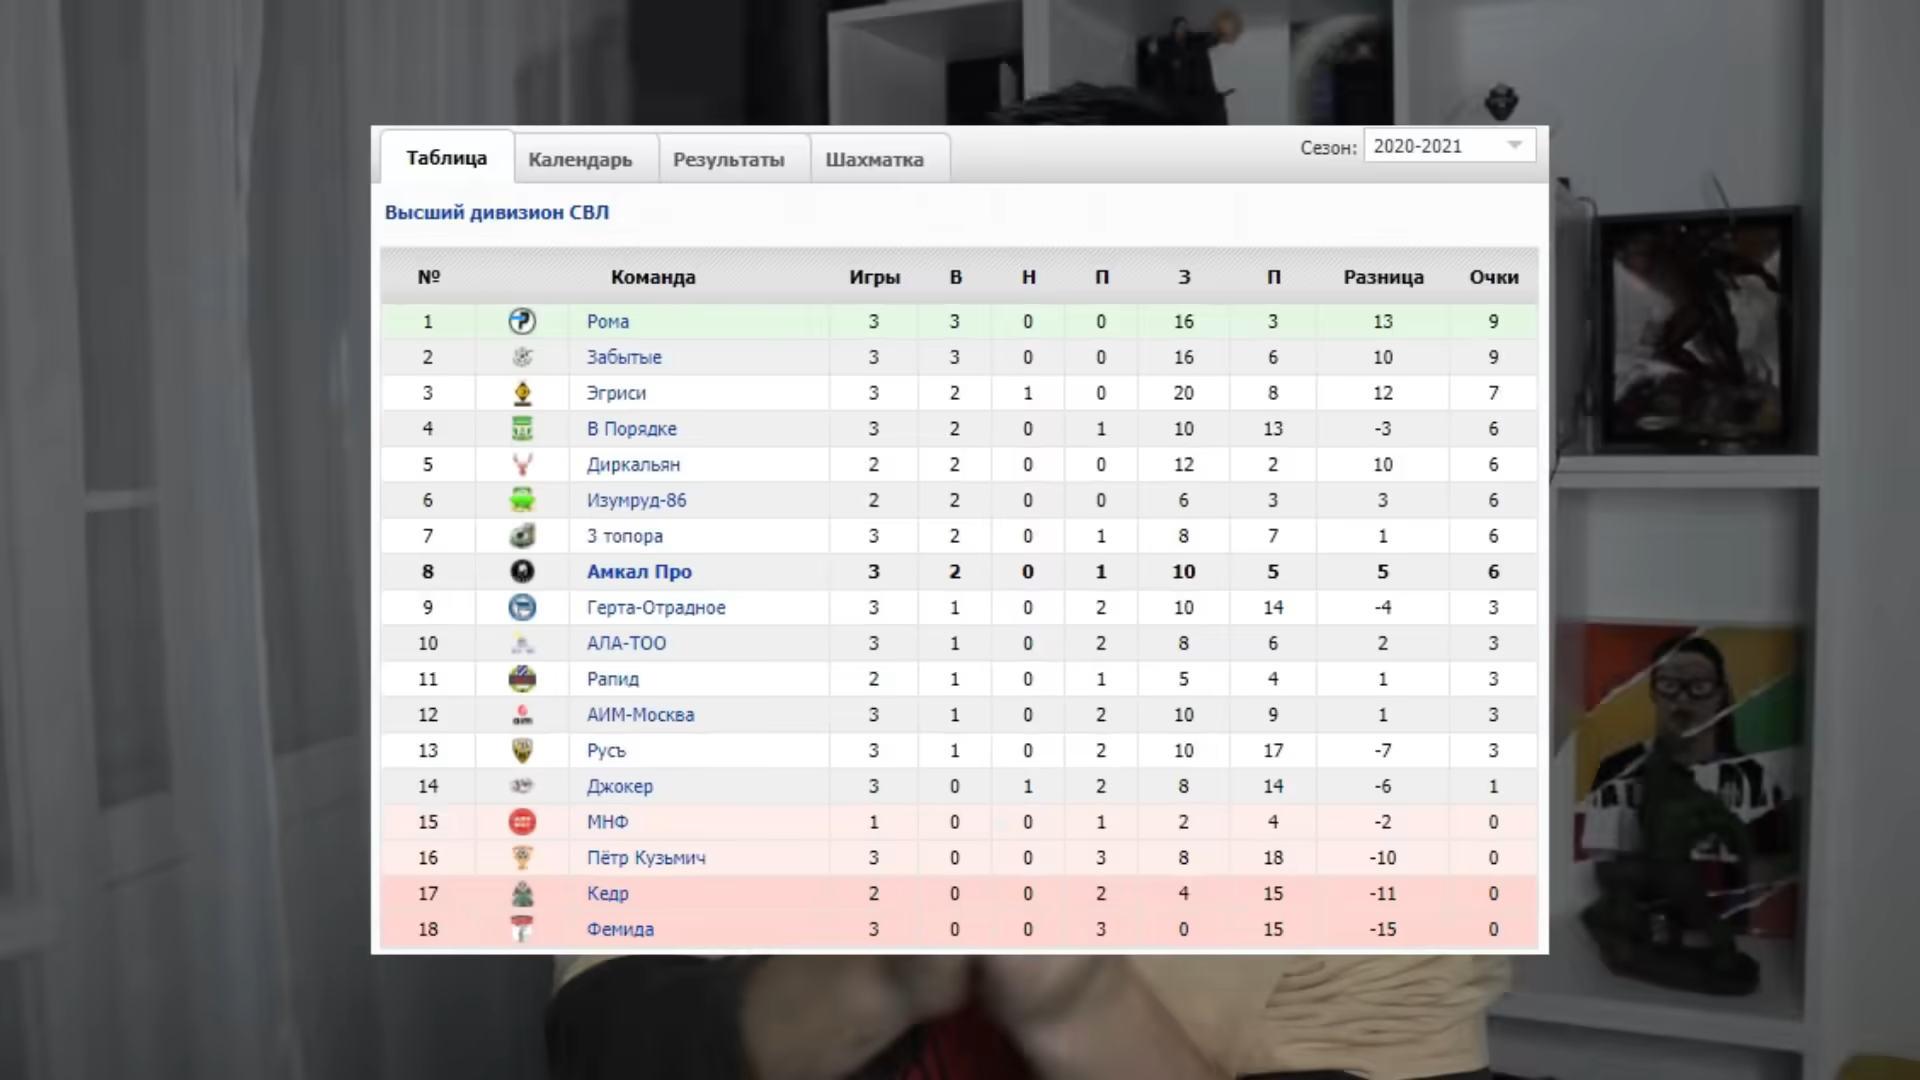 Таблица Календарь Результаты Шахматка Сезон: 2020-2021
Высший дивизион СВЛ
№ Команда Игры В Н П З П Разница Очки
1 Рома 3 3 0 0 16 3 13 9
2 Забытые 3 3 0 0 16 6 10 9
3 Эгриси 3 2 1 0 20 8 12 7
4 В Порядке 3 2 0 1 10 13 -3 6
5 Диркальян 2 2 0 0 12 2 10 6
6 Изумруд-86 2 2 0 0 6 3 3 6
7 3 топора 3 2 0 1 8 7 1 6
8 Амкал Про 3 2 0 1 10 5 5 6
9 Герта-Отрадное 3 1 0 2 10 14 -4 3
10 АЛА-ТОО 3 1 0 2 8 6 2 3
11 Рапид 2 1 0 1 5 4 1 3
12 АИМ-Москва 3 1 0 2 10 9 1 3
13 Русъ 3 1 0 2 10 17 -7 3
14 Джокер 3 0 1 2 8 14 -6 1
15 МНФ 1 0 0 1 2 4 -2 0
16 Пётр Кузьмич 3 0 0 3 8 18 -10 0
17 Кедр 2 0 0 2 4 15 -11 0
18 Фемида 3 0 0 3 0 15 -15 0